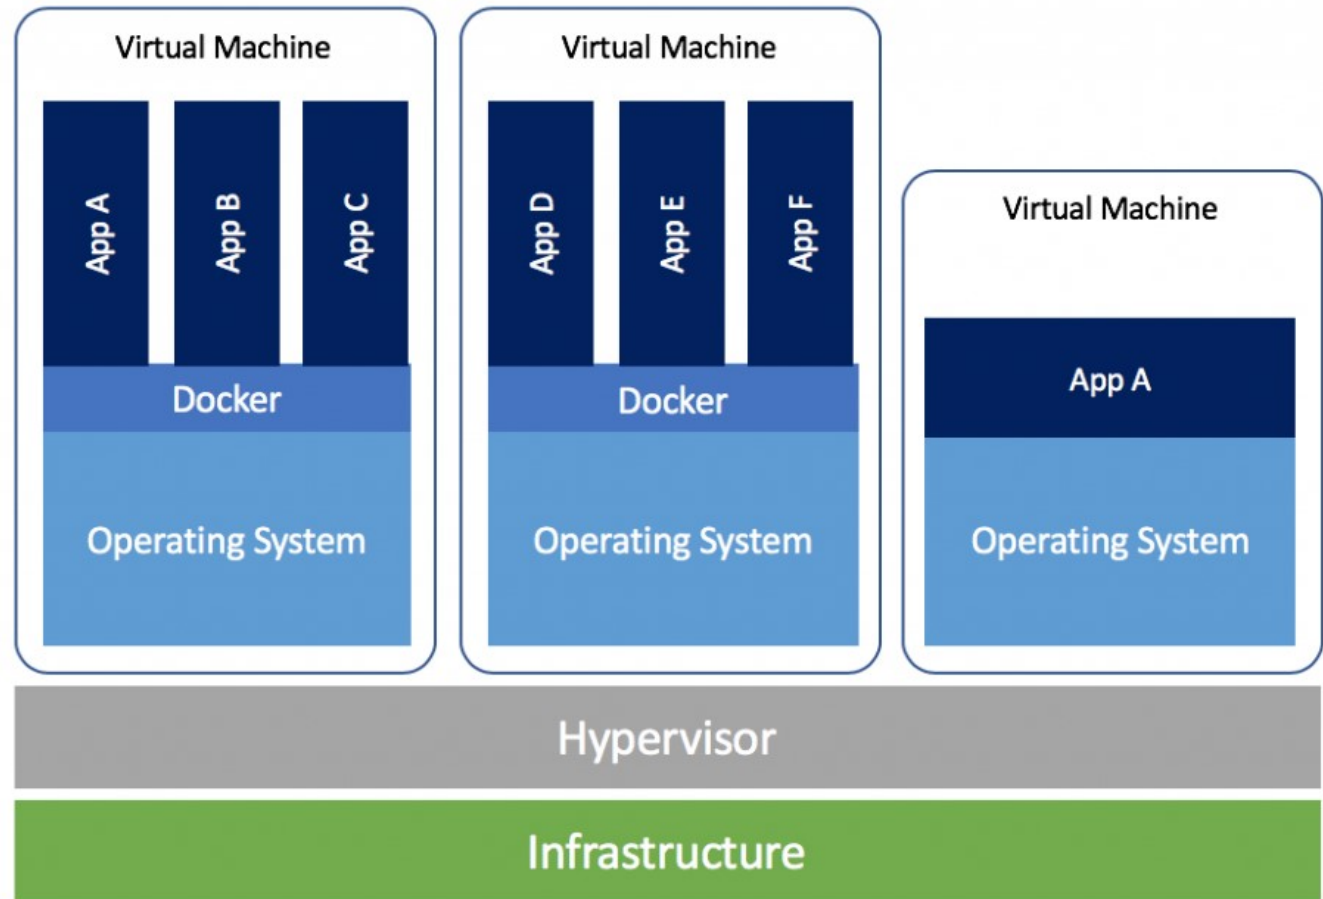 Virtual Machine
App A
App B
App C
Docker
Operating System
Virtual Machine
App D
App E
App F
Docker
Operating System
Virtual Machine
App A
Operating System
Hypervisor
Infrastructure